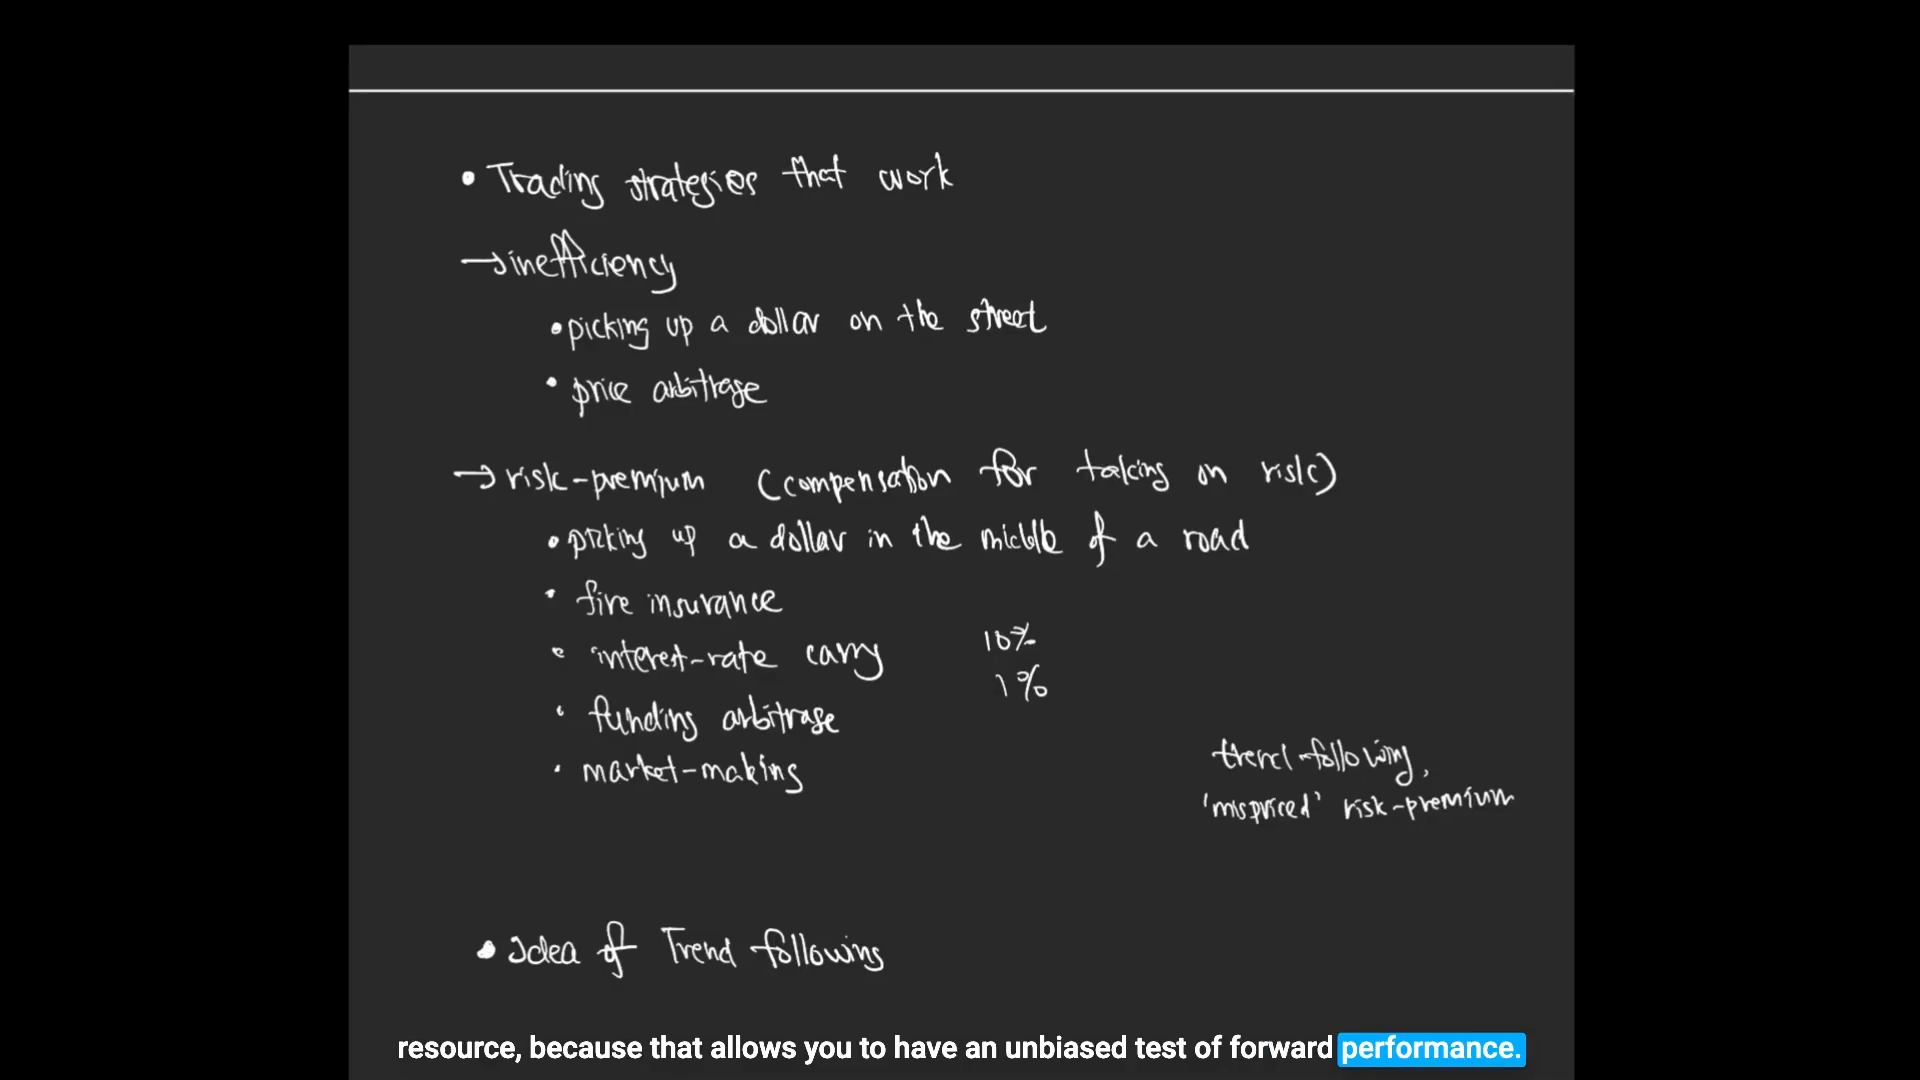 • Trading strategies that work
→ inefficiency
• picking up a dollar on the street
• price arbitrage
→ risk-premium (compensation for taking on risk)
• picking up a dollar in the middle of a road
• fire insurance
• interest-rate carry 10%
1%
• funding arbitrage
• market-making
trend-following,
'mispriced' risk-premium
• Idea of Trend following
resource, because that allows you to have an unbiased test of forward performance.